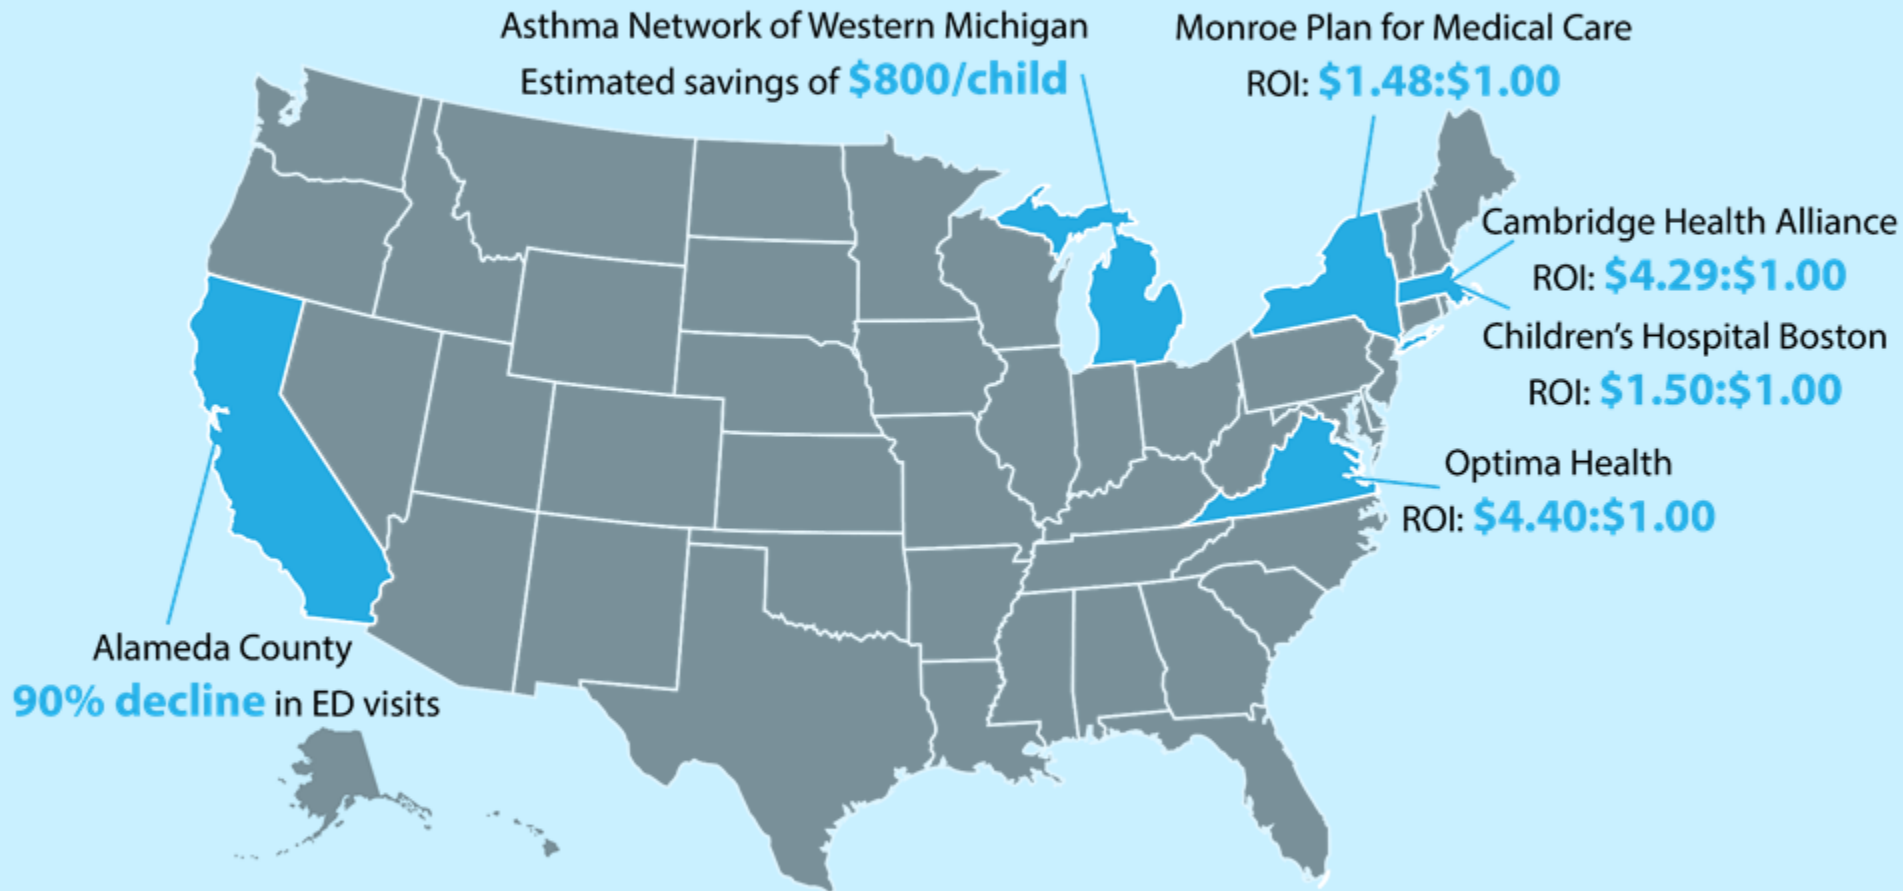 Asthma Network of Western Michigan
Estimated savings of $800/child
Monroe Plan for Medical Care
ROI: $1.48:$1.00
Cambridge Health Alliance
ROI: $4.29:$1.00
Children's Hospital Boston
ROI: $1.50:$1.00
Optima Health
ROI: $4.40:$1.00
Alameda County
90% decline in ED visits